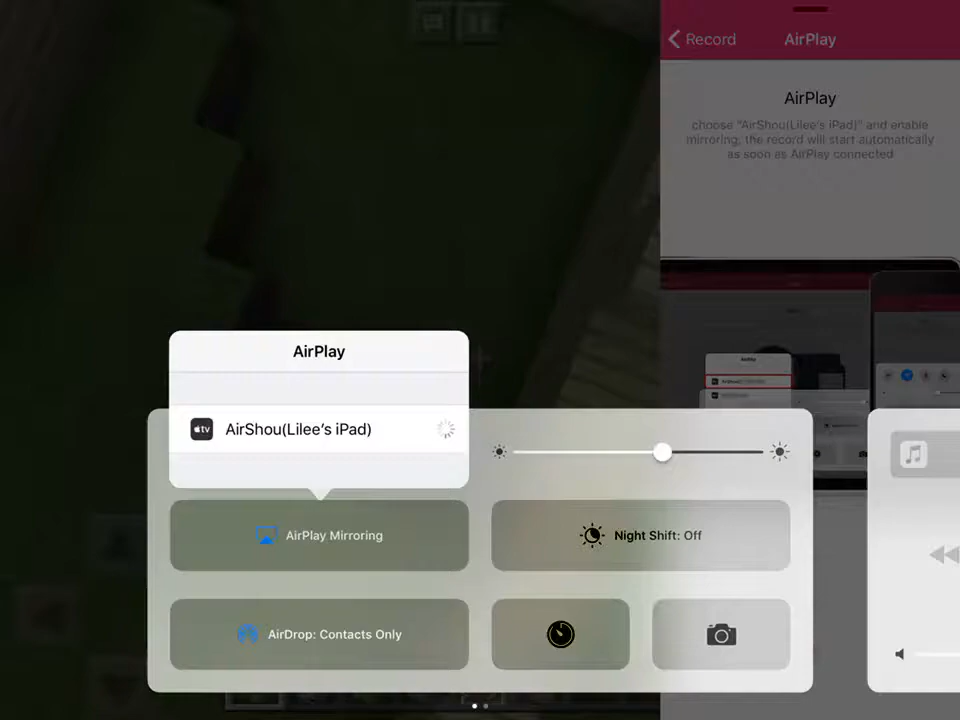 Record
AirPlay
AirPlay
choose "AirShou(Lilee's iPad)" and enable
mirroring, the record will start automatically
as soon as AirPlay connected
AirPlay
tv
AirShou(Lilee's iPad)
AirPlay Mirroring
Night Shift: Off
AirDrop: Contacts Only